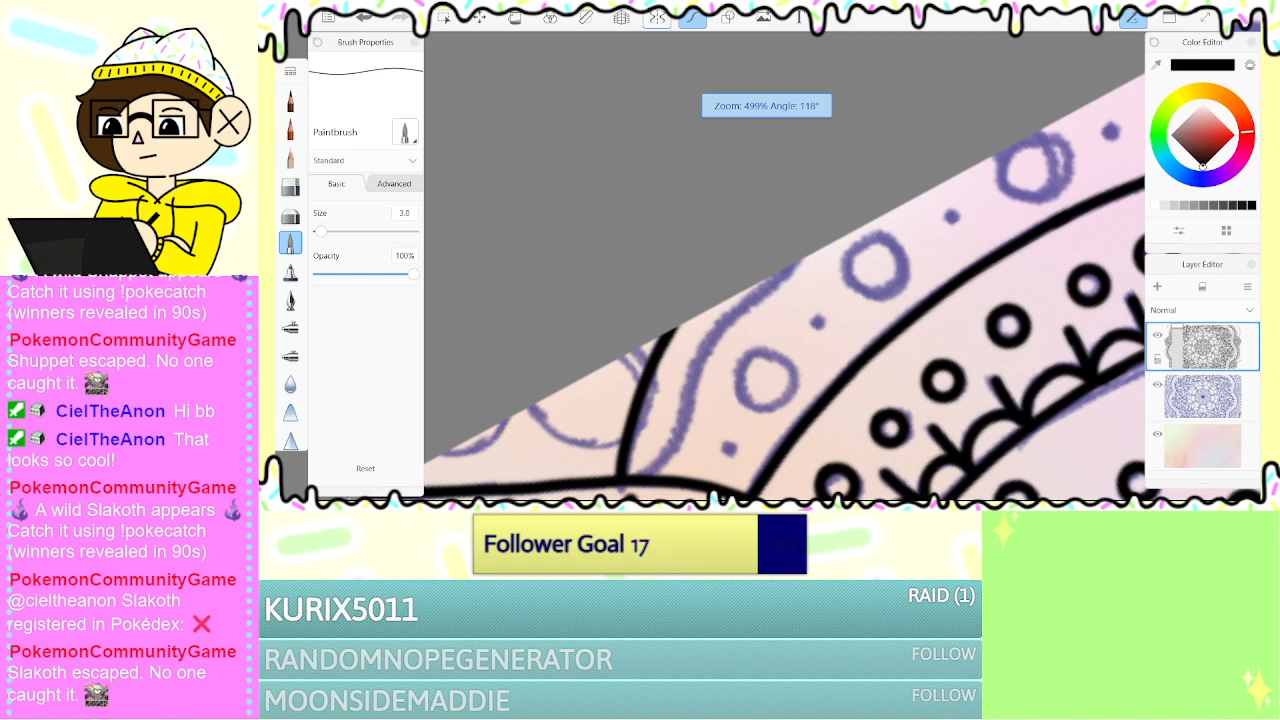 Brush Properties
Paintbrush
Standard
Basic
Advanced
Size
3.0
Opacity
100%
Reset
Zoom: 499% Angle: 118°
Color Editor
Layer Editor
Normal
A wild Shuppet appears
Catch it using !pokecatch
(winners revealed in 90s)
PokemonCommunityGame
Shuppet escaped. No one
caught it.
CielTheAnon Hi bb
CielTheAnon That
looks so cool!
PokemonCommunityGame
A wild Slakoth appears
Catch it using !pokecatch
(winners revealed in 90s)
PokemonCommunityGame
@cieltheanon Slakoth
registered in Pokédex: ❌
PokemonCommunityGame
Slakoth escaped. No one
caught it.
Follower Goal 17
20
KURIX5011
RAID (1)
RANDOMNOPEGENERATOR
FOLLOW
MOONSIDEMADDIE
FOLLOW